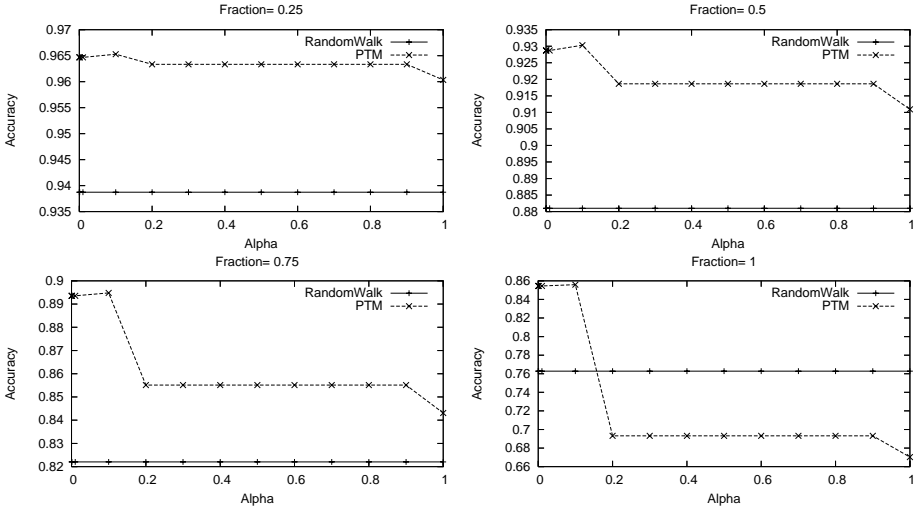 Fraction= 0.25
0.97
0.965
0.96
0.955
0.95
0.945
0.94
0.935
Accuracy
RandomWalk
PTM
0 0.2 0.4 0.6 0.8 1
Alpha
Fraction= 0.5
0.935
0.93
0.925
0.92
0.915
0.91
0.905
0.9
0.895
0.89
0.885
0.88
Accuracy
RandomWalk
PTM
0 0.2 0.4 0.6 0.8 1
Alpha
Fraction= 0.75
0.9
0.89
0.88
0.87
0.86
0.85
0.84
0.83
0.82
Accuracy
RandomWalk
PTM
0 0.2 0.4 0.6 0.8 1
Alpha
Fraction= 1
0.86
0.84
0.82
0.8
0.78
0.76
0.74
0.72
0.7
0.68
0.66
Accuracy
RandomWalk
PTM
0 0.2 0.4 0.6 0.8 1
Alpha